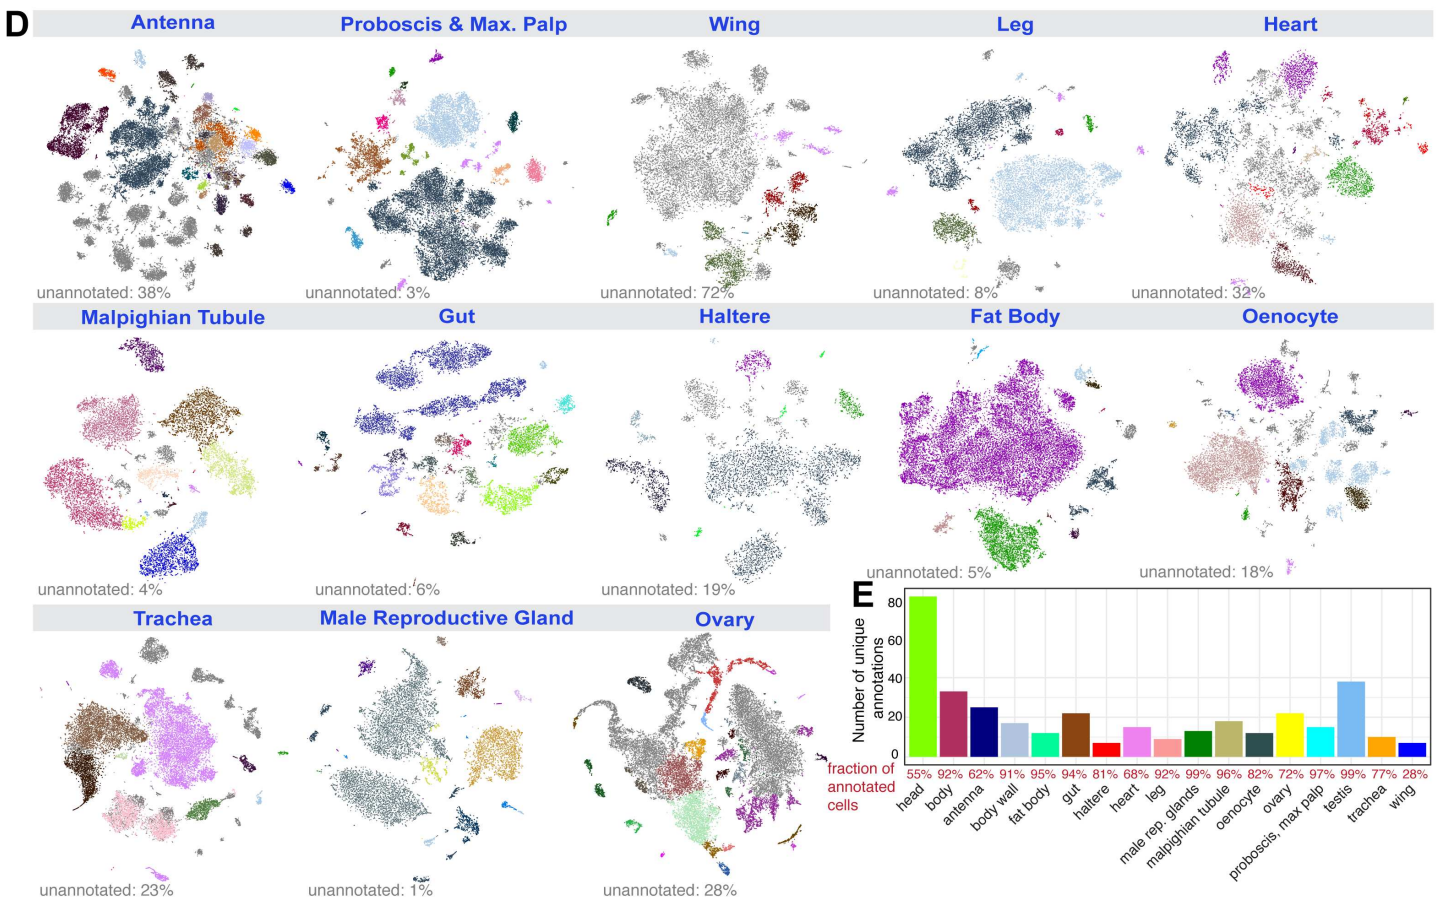 D
Antenna
Proboscis & Max. Palp
Wing
Leg
Heart
unannotated: 38%
unannotated: 3%
unannotated: 72%
unannotated: 8%
unannotated: 32%
Malpighian Tubule
Gut
Haltere
Fat Body
Oenocyte
unannotated: 4%
unannotated: 6%
unannotated: 19%
unannotated: 5%
unannotated: 18%
Trachea
Male Reproductive Gland
Ovary
unannotated: 23%
unannotated: 1%
unannotated: 28%
E
Number of unique
annotations
80
60
40
20
0
fraction of
annotated
cells
55% 92% 62% 91% 95% 94% 81% 68% 92% 99% 96% 82% 72% 97% 99% 77% 28%
head
body
antenna
body wall
fat body
gut
haltere
heart
leg
male rep. glands
malpighian tubule
oenocyte
ovary
proboscis, max palp
testis
trachea
wing